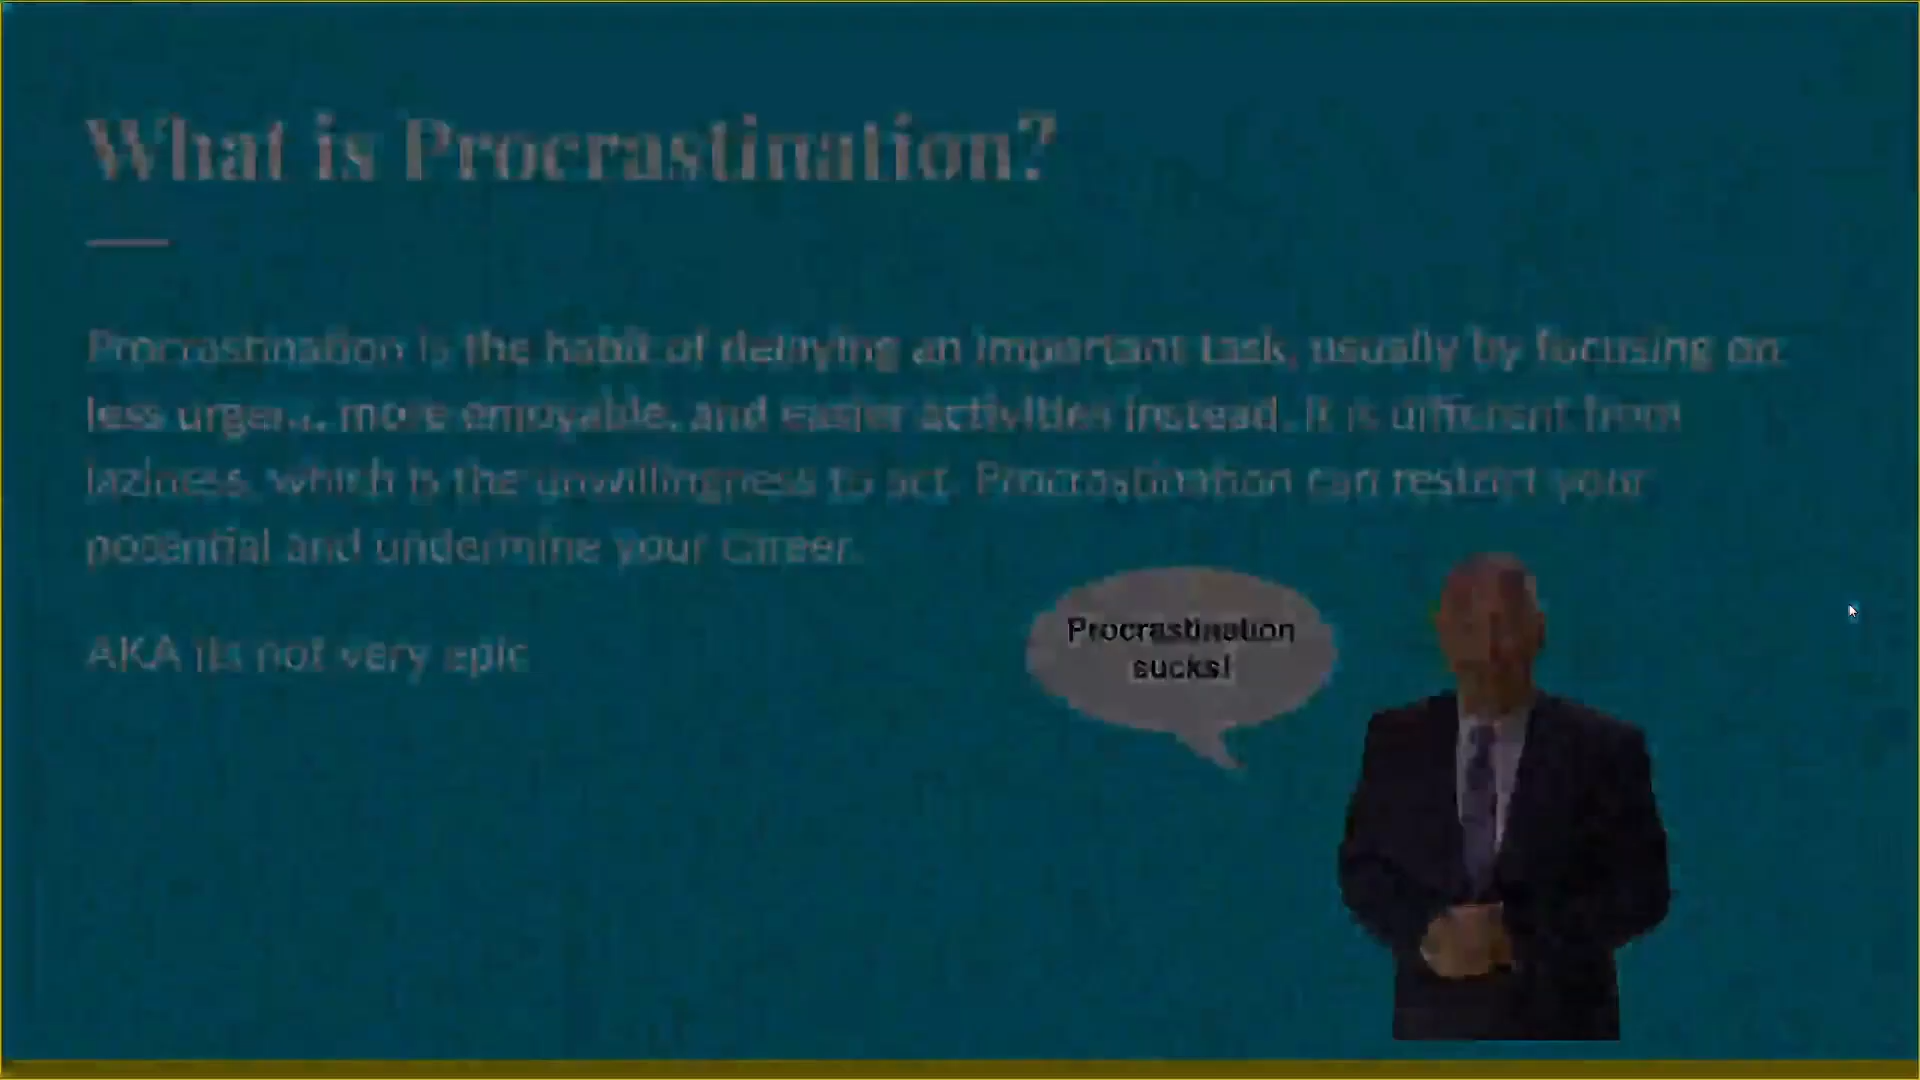 What is Procrastination?
Procrastination is the habit of delaying an important task, usually by focusing on
less urgent, more enjoyable, and easier activities instead. It is different from
laziness, which is the unwillingness to act. Procrastination can restrict your
potential and undermine your career.
AKA its not very epic
Procrastination
sucks!